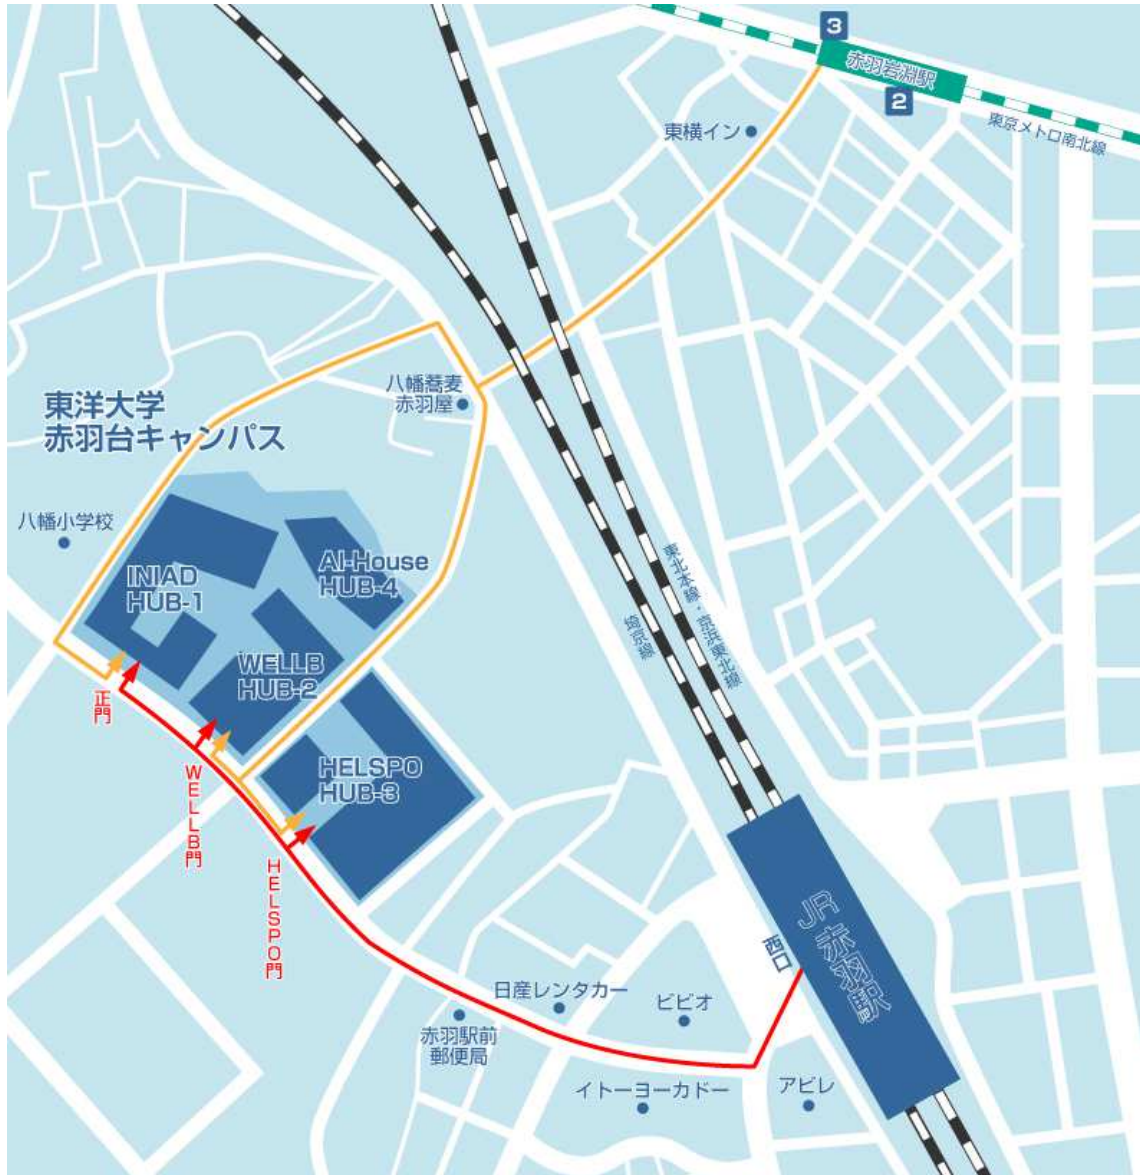 3
赤羽岩淵駅
2
東京メトロ南北線
東横イン
八幡蕎麦
赤羽屋
東洋大学
赤羽台キャンパス
八幡小学校
INIAD
HUB-1
AI-House
HUB-4
WELLB
HUB-2
HELSPO
HUB-3
東北本線・京浜東北線
埼京線
正門
WELLB門
HELSPO門
JR 赤羽駅
西口
日産レンタカー
ビビオ
赤羽駅前
郵便局
イトーヨーカドー
アピレ